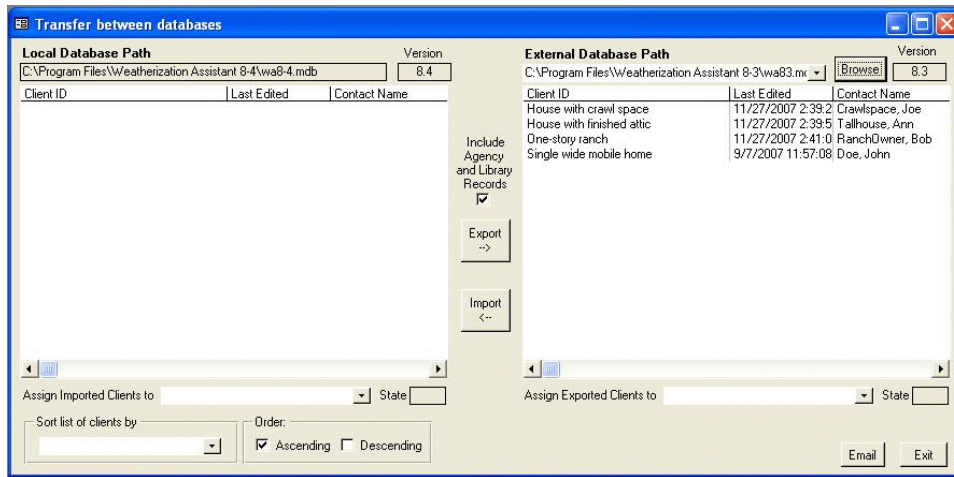 Transfer between databases
Local Database Path
Version
C:\Program Files\Weatherization Assistant 8-4\wa8-4.mdb
8.4
Client ID
Last Edited
Contact Name
Include
Agency
and Library
Records
Export
-->
Import
<--
External Database Path
Version
C:\Program Files\Weatherization Assistant 8-3\wa83.mc
Browse
8.3
Client ID Last Edited Contact Name
House with crawl space 11/27/2007 2:39:2 Crawlspace, Joe
House with finished attic 11/27/2007 2:39:5 Tallhouse, Ann
One-story ranch 11/27/2007 2:41:0 RanchOwner, Bob
Single wide mobile home 9/7/2007 11:57:08 Doe, John
Assign Imported Clients to
State
Assign Exported Clients to
State
Sort list of clients by
Order:
Ascending
Descending
Email
Exit